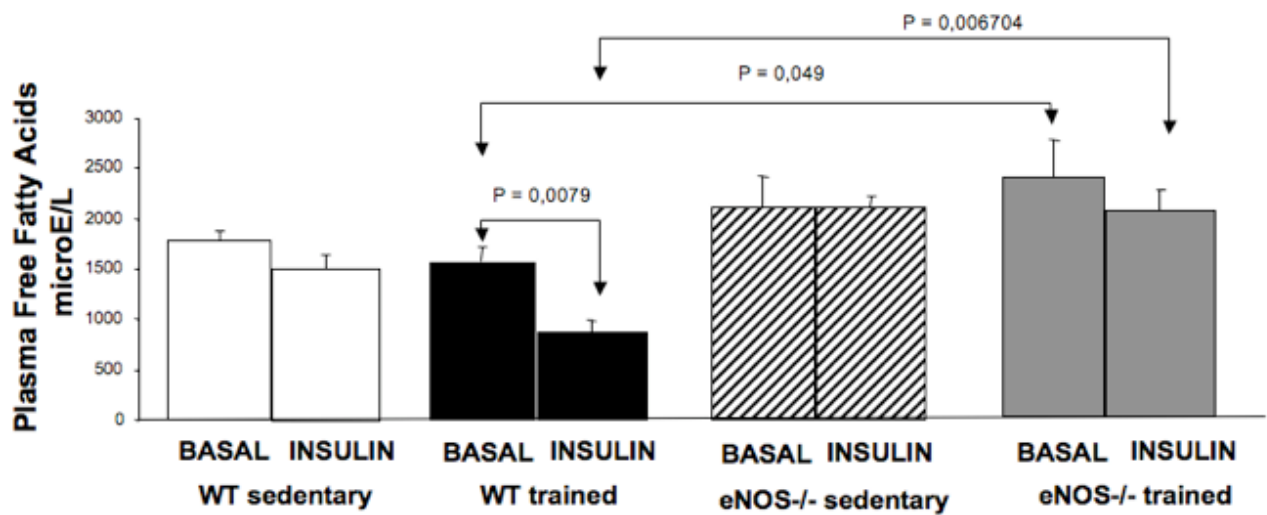 P = 0,006704
P = 0,049
Plasma Free Fatty Acids
microE/L
3000
2500
2000
1500
1000
500
0
P = 0,0079
BASAL INSULIN BASAL INSULIN BASAL INSULIN BASAL INSULIN
WT sedentary WT trained eNOS-/- sedentary eNOS-/- trained